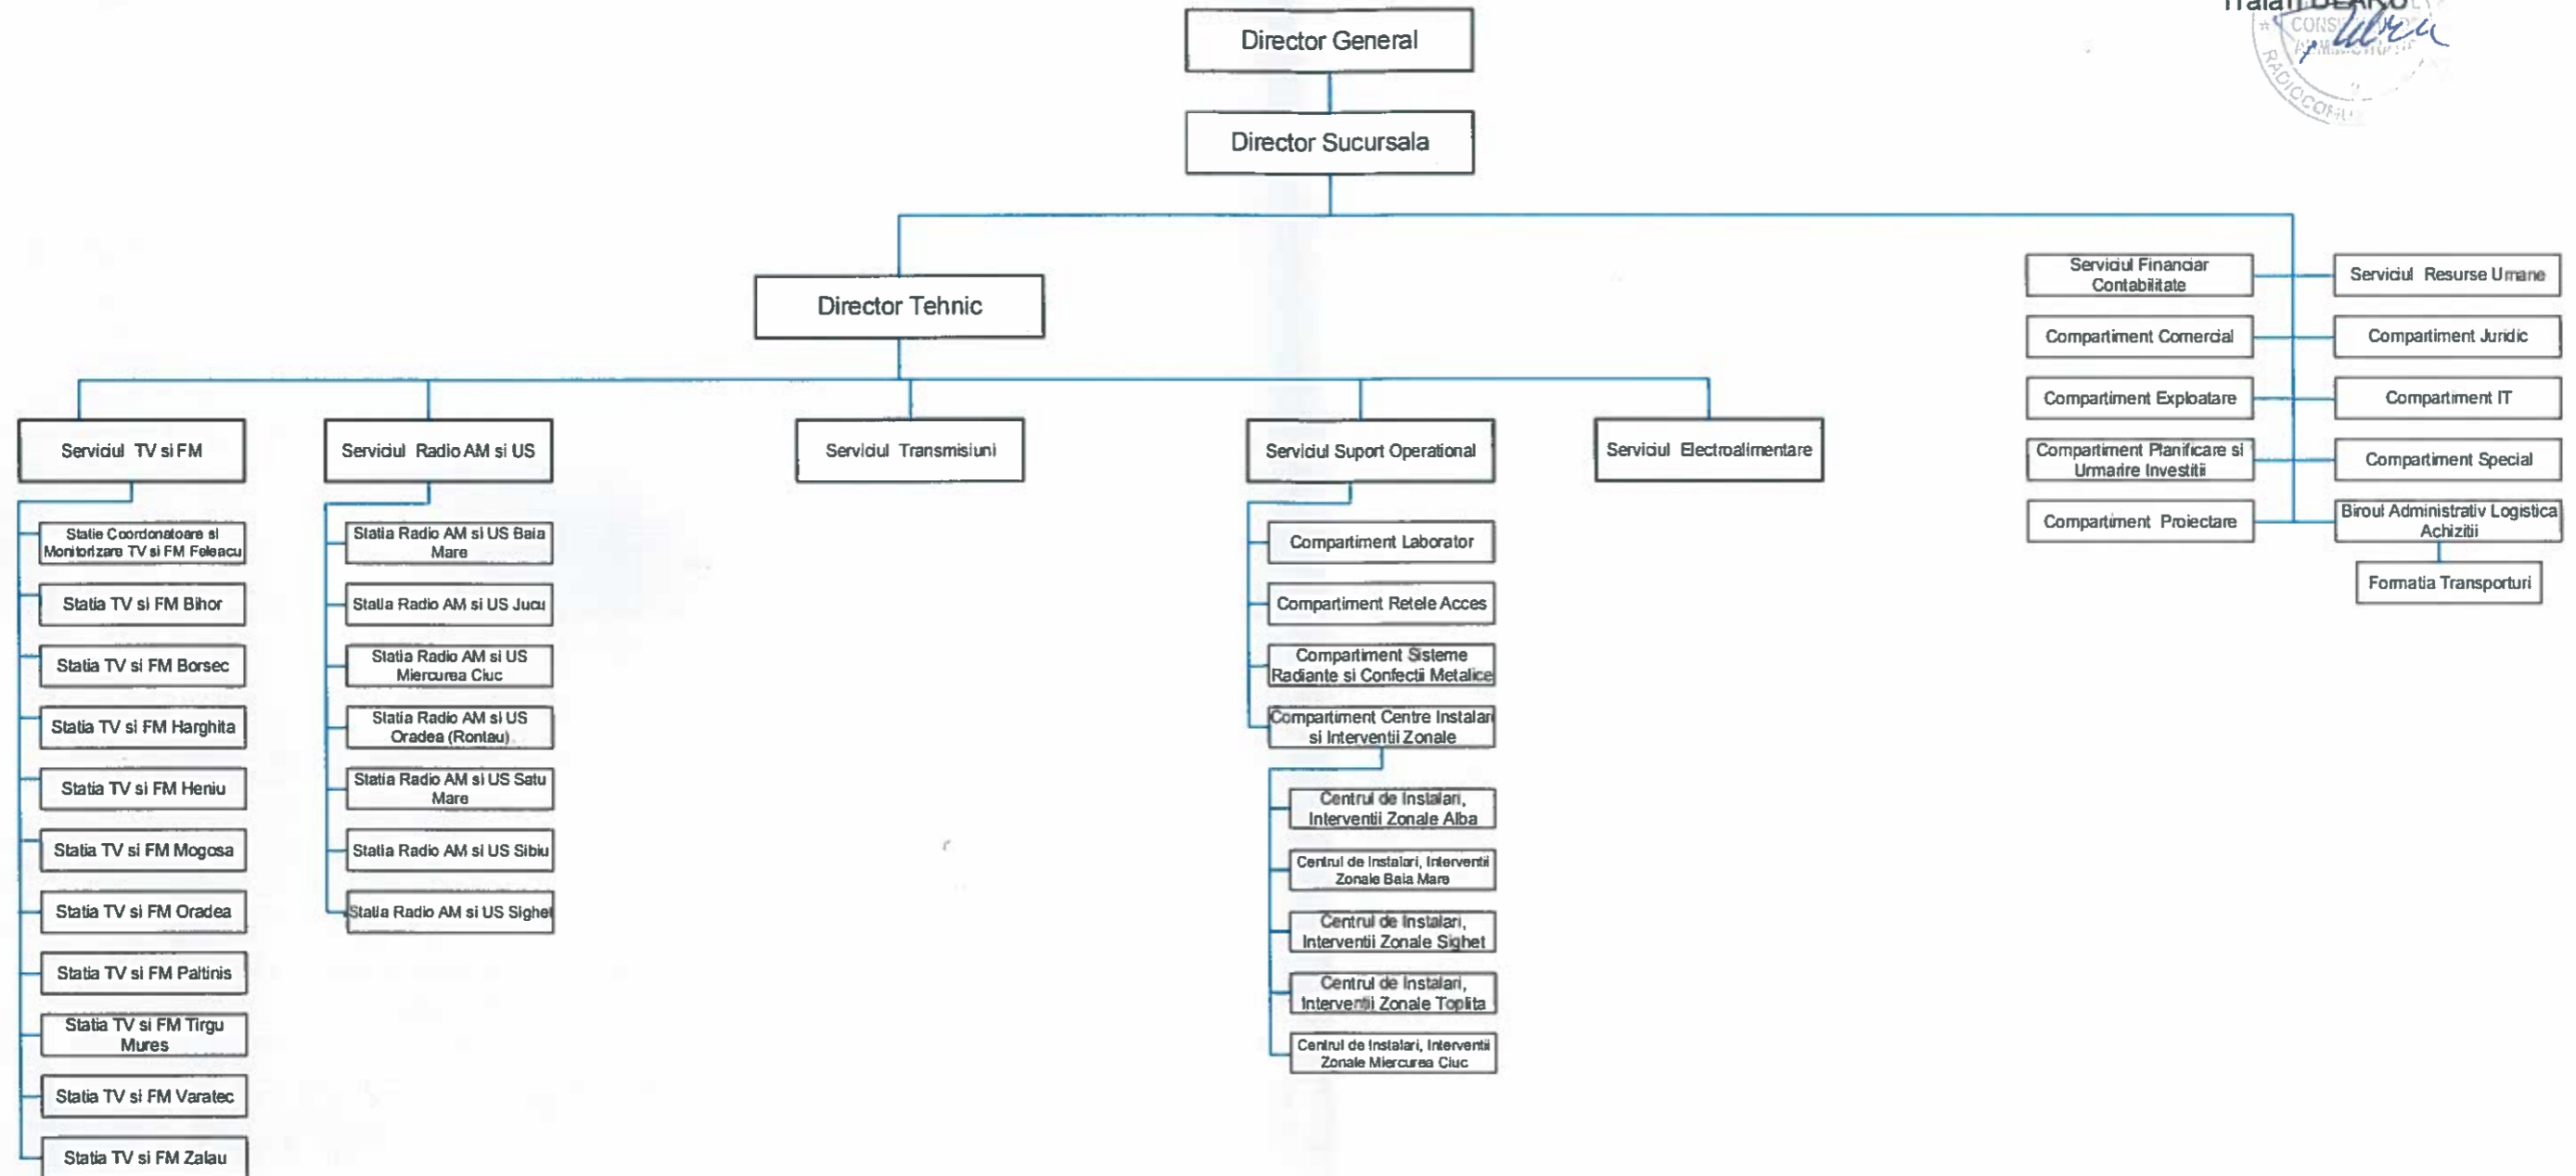 Traian
CONS
RADIOCOMU
Director General
Director Sucursala
Director Tehnic
Serviciul Financiar
Contabilitate
Serviciul Resurse Umane
Compartiment Comercial
Compartiment Juridic
Compartiment Exploatare
Compartiment IT
Compartiment Planificare si
Urmarire Investitii
Compartiment Special
Compartiment Proiectare
Biroul Administrativ Logistica
Achizitii
Formatia Transporturi
Serviciul TV si FM
Serviciul Radio AM si US
Serviciul Transmisiuni
Serviciul Suport Operational
Serviciul Electroalimentare
Statie Coordonatoare si
Monitorizare TV si FM Feleacu
Statia TV si FM Bihor
Statia TV si FM Borsec
Statia TV si FM Harghita
Statia TV si FM Heniu
Statia TV si FM Mogosa
Statia TV si FM Oradea
Statia TV si FM Paltinis
Statia TV si FM Tirgu
Mures
Statia TV si FM Varatec
Statia TV si FM Zalau
Statia Radio AM si US Baia
Mare
Statia Radio AM si US Jucu
Statia Radio AM si US
Miercurea Ciuc
Statia Radio AM si US
Oradea (Rontau)
Statia Radio AM si US Satu
Mare
Statia Radio AM si US Sibiu
Statia Radio AM si US Sighet
Compartiment Laborator
Compartiment Retele Acces
Compartiment Sisteme
Radiante si Confectii Metalice
Compartiment Centre Instalari
si Interventii Zonale
Centrul de Instalari,
Interventii Zonale Alba
Centrul de Instalari, Interventii
Zonale Baia Mare
Centrul de Instalari,
Interventii Zonale Sighet
Centrul de Instalari,
Interventii Zonale Toplita
Centrul de Instalari, Interventii
Zonale Miercurea Ciuc